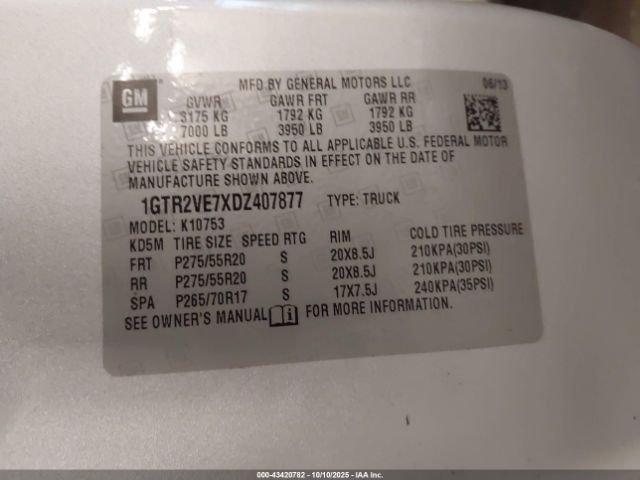 GM
MFD BY GENERAL MOTORS LLC 06/13
GVWR GAWR FRT GAWR RR
3175 KG 1792 KG 1792 KG
7000 LB 3950 LB 3950 LB
THIS VEHICLE CONFORMS TO ALL APPLICABLE U.S. FEDERAL MOTOR
VEHICLE SAFETY STANDARDS IN EFFECT ON THE DATE OF
MANUFACTURE SHOWN ABOVE.
1GTR2VE7XDZ407877 TYPE: TRUCK
MODEL: K10753
KD5M TIRE SIZE SPEED RTG RIM COLD TIRE PRESSURE
FRT P275/55R20 S 20X8.5J 210KPA(30PSI)
RR P275/55R20 S 20X8.5J 210KPA(30PSI)
SPA P265/70R17 S 17X7.5J 240KPA(35PSI)
SEE OWNER'S MANUAL FOR MORE INFORMATION.
000-43420782 - 10/10/2025 - IAA Inc.